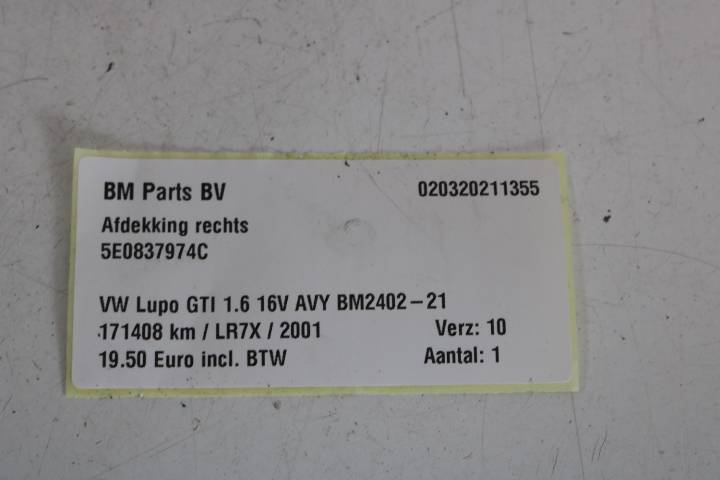 BM Parts BV 020320211355
Afdekking rechts
5E0837974C
VW Lupo GTI 1.6 16V AVY BM2402-21
171408 km / LR7X / 2001 Verz: 10
19.50 Euro incl. BTW Aantal: 1